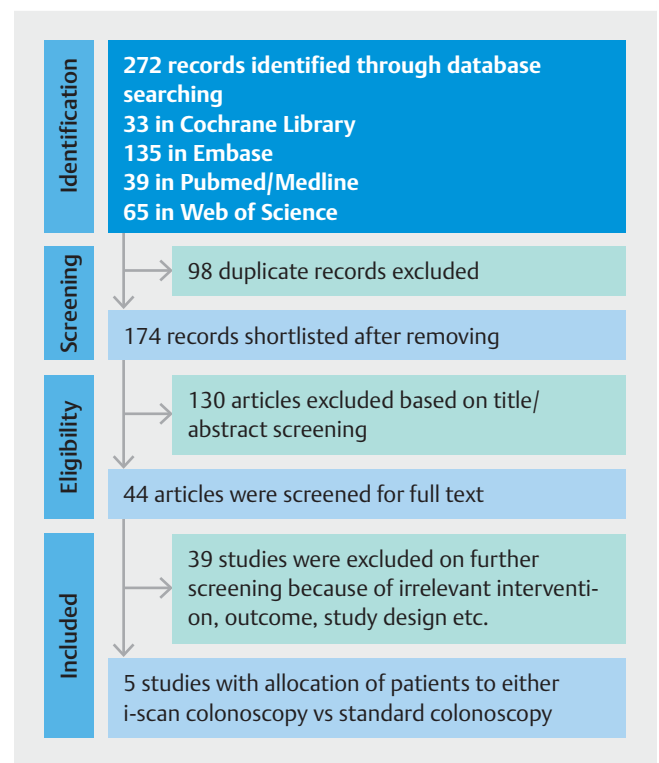 Identification
272 records identified through database
searching
33 in Cochrane Library
135 in Embase
39 in Pubmed/Medline
65 in Web of Science
Screening
98 duplicate records excluded
174 records shortlisted after removing
Eligibility
130 articles excluded based on title/
abstract screening
44 articles were screened for full text
Included
39 studies were excluded on further
screening because of irrelevant interventi-
on, outcome, study design etc.
5 studies with allocation of patients to either
i-scan colonoscopy vs standard colonoscopy